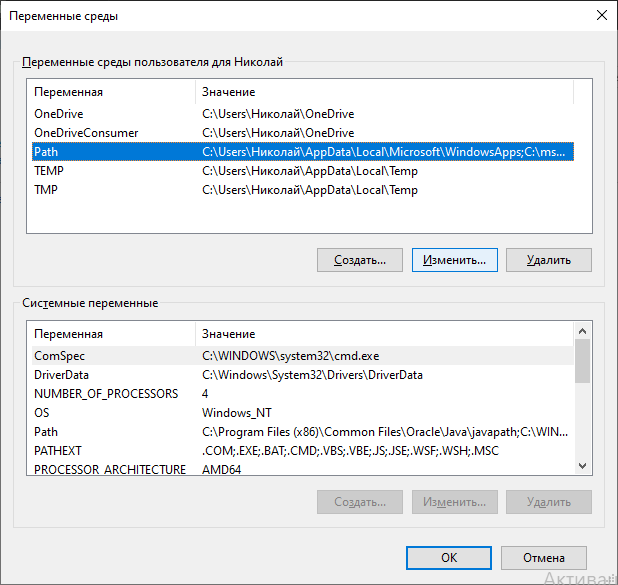 Переменные среды
Переменные среды пользователя для Николай
Переменная Значение
OneDrive C:\Users\Николай\OneDrive
OneDriveConsumer C:\Users\Николай\OneDrive
Path C:\Users\Николай\AppData\Local\Microsoft\WindowsApps;C:\ms...
TEMP C:\Users\Николай\AppData\Local\Temp
TMP C:\Users\Николай\AppData\Local\Temp
Создать... Изменить... Удалить
Системные переменные
Переменная Значение
ComSpec C:\WINDOWS\system32\cmd.exe
DriverData C:\Windows\System32\Drivers\DriverData
NUMBER_OF_PROCESSORS 4
OS Windows_NT
Path C:\Program Files (x86)\Common Files\Oracle\Java\javapath;C:\WIN...
PATHEXT .COM;.EXE;.BAT;.CMD;.VBS;.VBE;.JS;.JSE;.WSF;.WSH;.MSC
PROCESSOR_ARCHITECTURE AMD64
Создать... Изменить... Удалить
OK Отмена